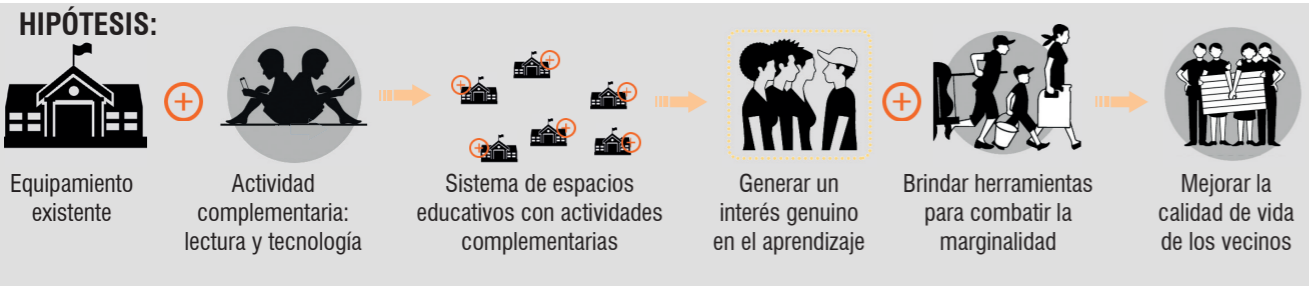 HIPÓTESIS:
Equipamiento
existente
Actividad
complementaria:
lectura y tecnología
Sistema de espacios
educativos con actividades
complementarias
Generar un
interés genuino
en el aprendizaje
Brindar herramientas
para combatir la
marginalidad
Mejorar la
calidad de vida
de los vecinos